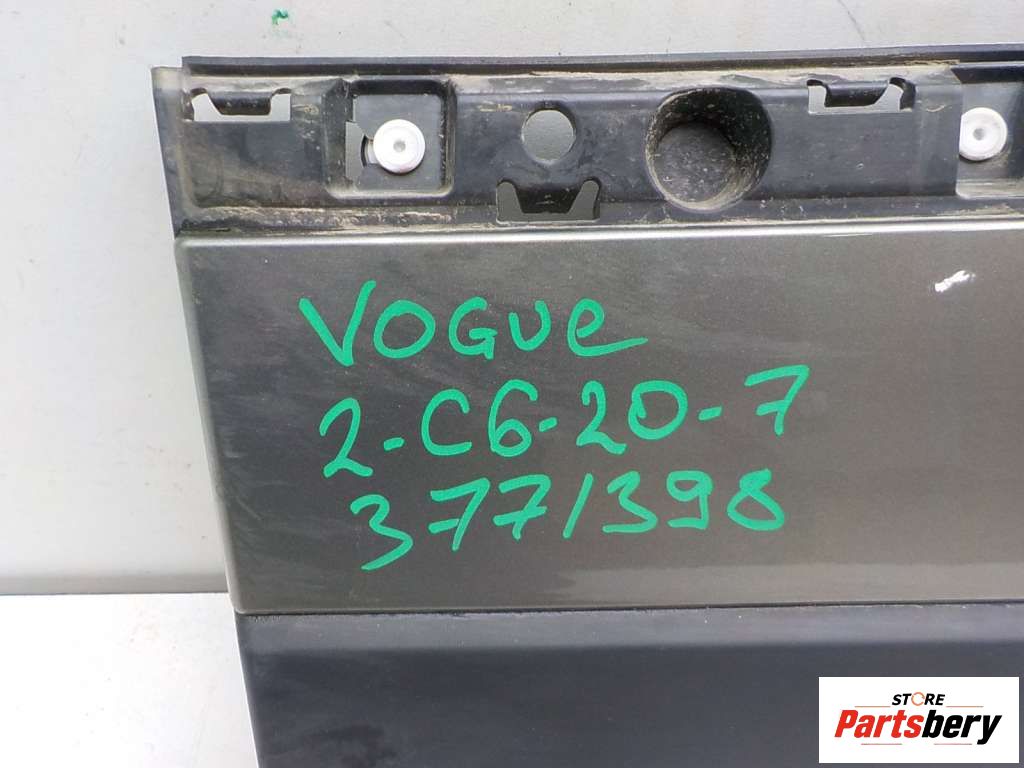 VOGUe
2-C6-20-7
377/398
STORE
Partsbery